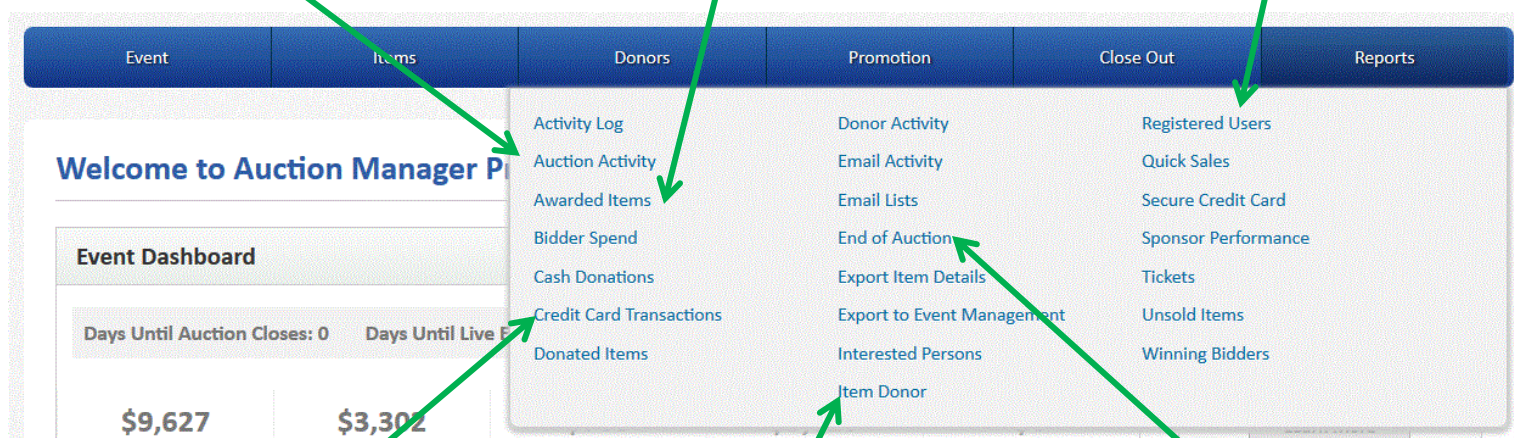 Event Items Donors Promotion Close Out Reports
Welcome to Auction Manager
Event Dashboard
Days Until Auction Closes: 0 Days Until Live
$9,627 $3,302
Activity Log Donor Activity Registered Users
Auction Activity Email Activity Quick Sales
Awarded Items Email Lists Secure Credit Card
Bidder Spend End of Auction Sponsor Performance
Cash Donations Export Item Details Tickets
Credit Card Transactions Export to Event Management Unsold Items
Donated Items Interested Persons Winning Bidders
Item Donor